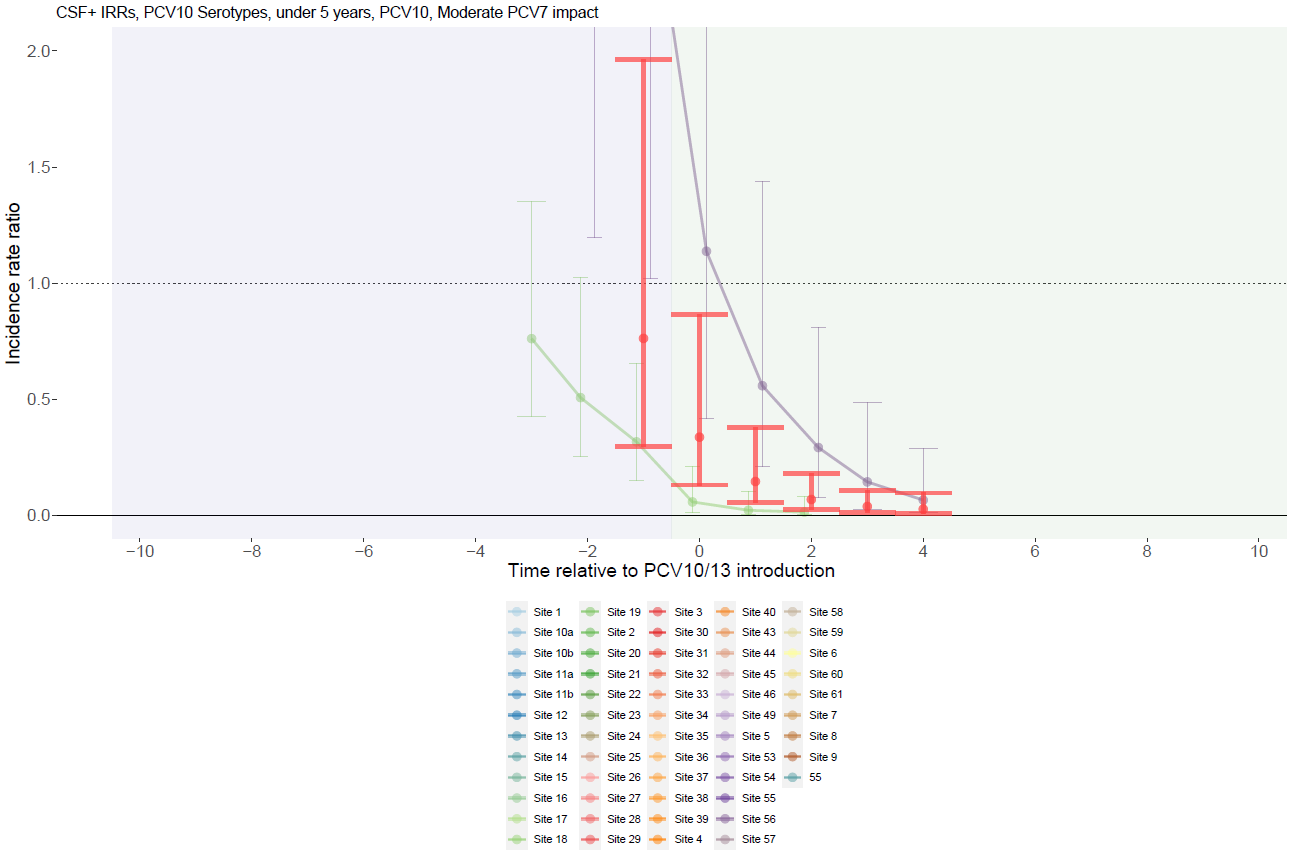 CSF+ IRRs, PCV10 Serotypes, under 5 years, PCV10, Moderate PCV7 impact
Incidence rate ratio
2.0
1.5
1.0
0.5
0.0
−10 −8 −6 −4 −2 0 2 4 6 8 10
Time relative to PCV10/13 introduction
Site 1 Site 19 Site 3 Site 40 Site 58
Site 10a Site 2 Site 30 Site 43 Site 59
Site 10b Site 20 Site 31 Site 44 Site 6
Site 11a Site 21 Site 32 Site 45 Site 60
Site 11b Site 22 Site 33 Site 46 Site 61
Site 12 Site 23 Site 34 Site 49 Site 7
Site 13 Site 24 Site 35 Site 5 Site 8
Site 14 Site 25 Site 36 Site 53 Site 9
Site 15 Site 26 Site 37 Site 54 55
Site 16 Site 27 Site 38 Site 55
Site 17 Site 28 Site 39 Site 56
Site 18 Site 29 Site 4 Site 57